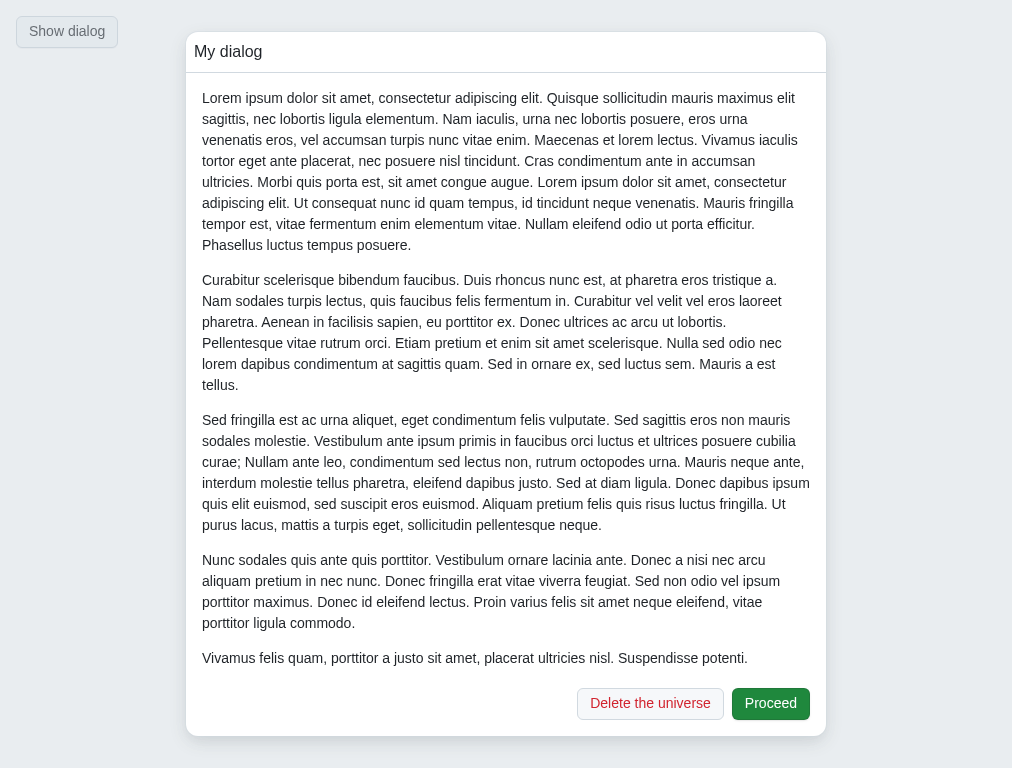 Show dialog
My dialog
Lorem ipsum dolor sit amet, consectetur adipiscing elit. Quisque sollicitudin mauris maximus elit
sagittis, nec lobortis ligula elementum. Nam iaculis, urna nec lobortis posuere, eros urna
venenatis eros, vel accumsan turpis nunc vitae enim. Maecenas et lorem lectus. Vivamus iaculis
tortor eget ante placerat, nec posuere nisl tincidunt. Cras condimentum ante in accumsan
ultricies. Morbi quis porta est, sit amet congue augue. Lorem ipsum dolor sit amet, consectetur
adipiscing elit. Ut consequat nunc id quam tempus, id tincidunt neque venenatis. Mauris fringilla
tempor est, vitae fermentum enim elementum vitae. Nullam eleifend odio ut porta efficitur.
Phasellus luctus tempus posuere.
Curabitur scelerisque bibendum faucibus. Duis rhoncus nunc est, at pharetra eros tristique a.
Nam sodales turpis lectus, quis faucibus felis fermentum in. Curabitur vel velit vel eros laoreet
pharetra. Aenean in facilisis sapien, eu porttitor ex. Donec ultrices ac arcu ut lobortis.
Pellentesque vitae rutrum orci. Etiam pretium et enim sit amet scelerisque. Nulla sed odio nec
lorem dapibus condimentum at sagittis quam. Sed in ornare ex, sed luctus sem. Mauris a est
tellus.
Sed fringilla est ac urna aliquet, eget condimentum felis vulputate. Sed sagittis eros non mauris
sodales molestie. Vestibulum ante ipsum primis in faucibus orci luctus et ultrices posuere cubilia
curae; Nullam ante leo, condimentum sed lectus non, rutrum octopodes urna. Mauris neque ante,
interdum molestie tellus pharetra, eleifend dapibus justo. Sed at diam ligula. Donec dapibus ipsum
quis elit euismod, sed suscipit eros euismod. Aliquam pretium felis quis risus luctus fringilla. Ut
purus lacus, mattis a turpis eget, sollicitudin pellentesque neque.
Nunc sodales quis ante quis porttitor. Vestibulum ornare lacinia ante. Donec a nisi nec arcu
aliquam pretium in nec nunc. Donec fringilla erat vitae viverra feugiat. Sed non odio vel ipsum
porttitor maximus. Donec id eleifend lectus. Proin varius felis sit amet neque eleifend, vitae
porttitor ligula commodo.
Vivamus felis quam, porttitor a justo sit amet, placerat ultricies nisl. Suspendisse potenti.
Delete the universe
Proceed